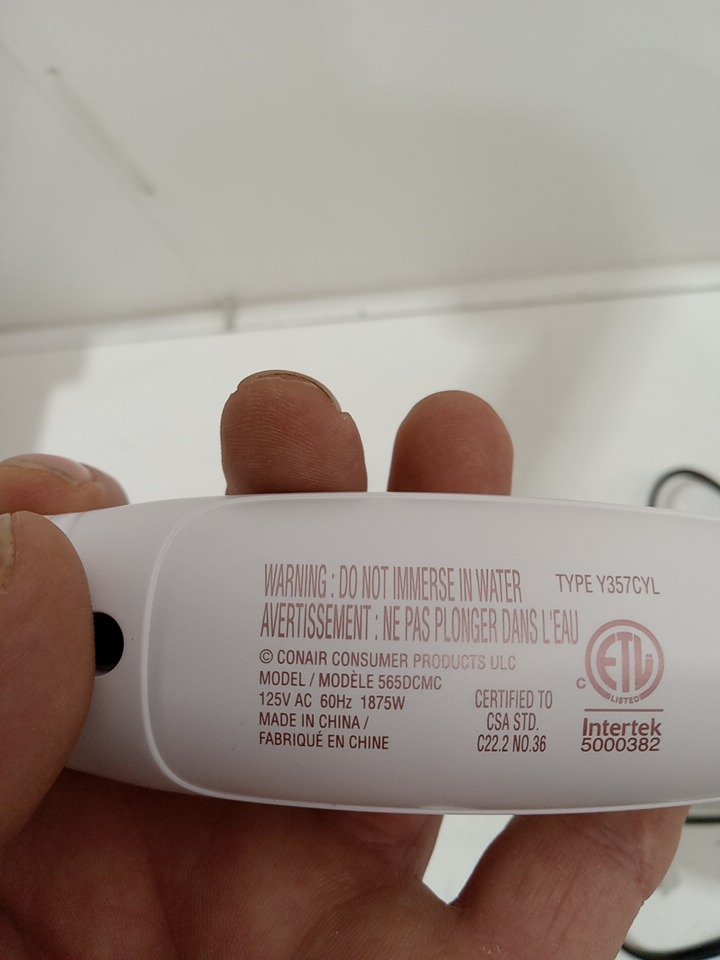 WARNING : DO NOT IMMERSE IN WATER
TYPE Y357CYL
AVERTISSEMENT : NE PAS PLONGER DANS L'EAU
© CONAIR CONSUMER PRODUCTS ULC
MODEL / MODÈLE 565DCMC
125V AC 60Hz 1875W
MADE IN CHINA /
FABRIQUÉ EN CHINE
CERTIFIED TO
CSA STD.
C22.2 NO.36
C
ETL
LISTED
Intertek
5000382